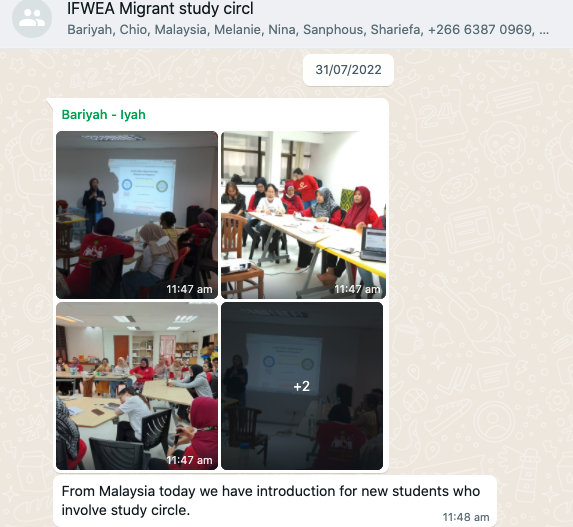 IFWEA Migrant study circl
Bariyah, Chio, Malaysia, Melanie, Nina, Sanphous, Shariefa, +266 6387 0969, ...
31/07/2022
Bariyah - Iyah
11:47 am
11:47 am
11:47 am
+2
From Malaysia today we have introduction for new students who
involve study circle.
11:48 am